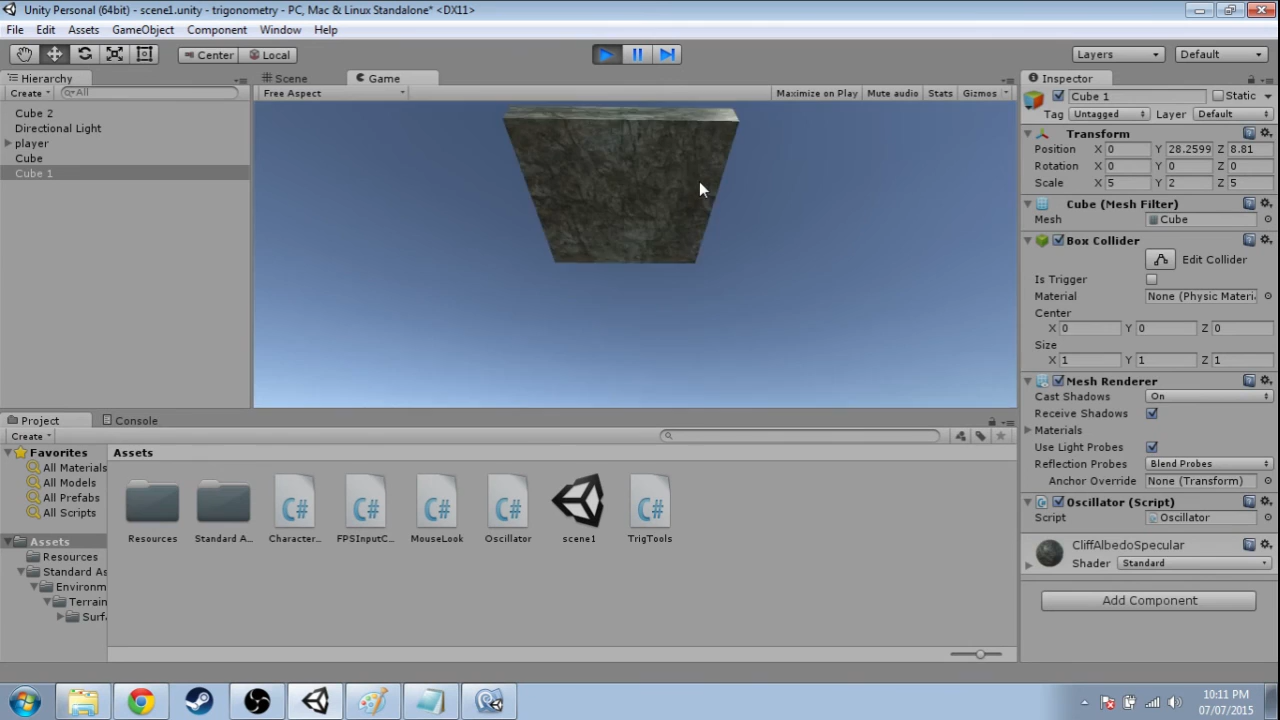 Unity Personal (64bit) - scene1.unity - trigonometry - PC, Mac & Linux Standalone* <DX11>
File Edit Assets GameObject Component Window Help
Center Local Layers Default
Hierarchy
Create All
Cube 2
Directional Light
player
Cube
Cube 1
Scene Game
Free Aspect Maximize on Play Mute audio Stats Gizmos
Inspector
Cube 1 Static
Tag Untagged Layer Default
Transform
Position X 0 Y 28.2599 Z 8.81
Rotation X 0 Y 0 Z 0
Scale X 5 Y 2 Z 5
Cube (Mesh Filter)
Mesh Cube
Box Collider
Edit Collider
Is Trigger
Material None (Physic Materi
Center
X 0 Y 0 Z 0
Size
X 1 Y 1 Z 1
Mesh Renderer
Cast Shadows On
Receive Shadows
Materials
Use Light Probes
Reflection Probes Blend Probes
Anchor Override None (Transform)
Oscillator (Script)
Script Oscillator
CliffAlbedoSpecular
Shader Standard
Add Component
Project Console
Create
Favorites
All Materials
All Models
All Prefabs
All Scripts
Assets
Resources
Standard As
Environm
Terrain
Surf
Assets
Resources Standard A... Character... FPSInputC... MouseLook Oscillator scene1 TrigTools
C# C# C# C# C#
10:11 PM
07/07/2015